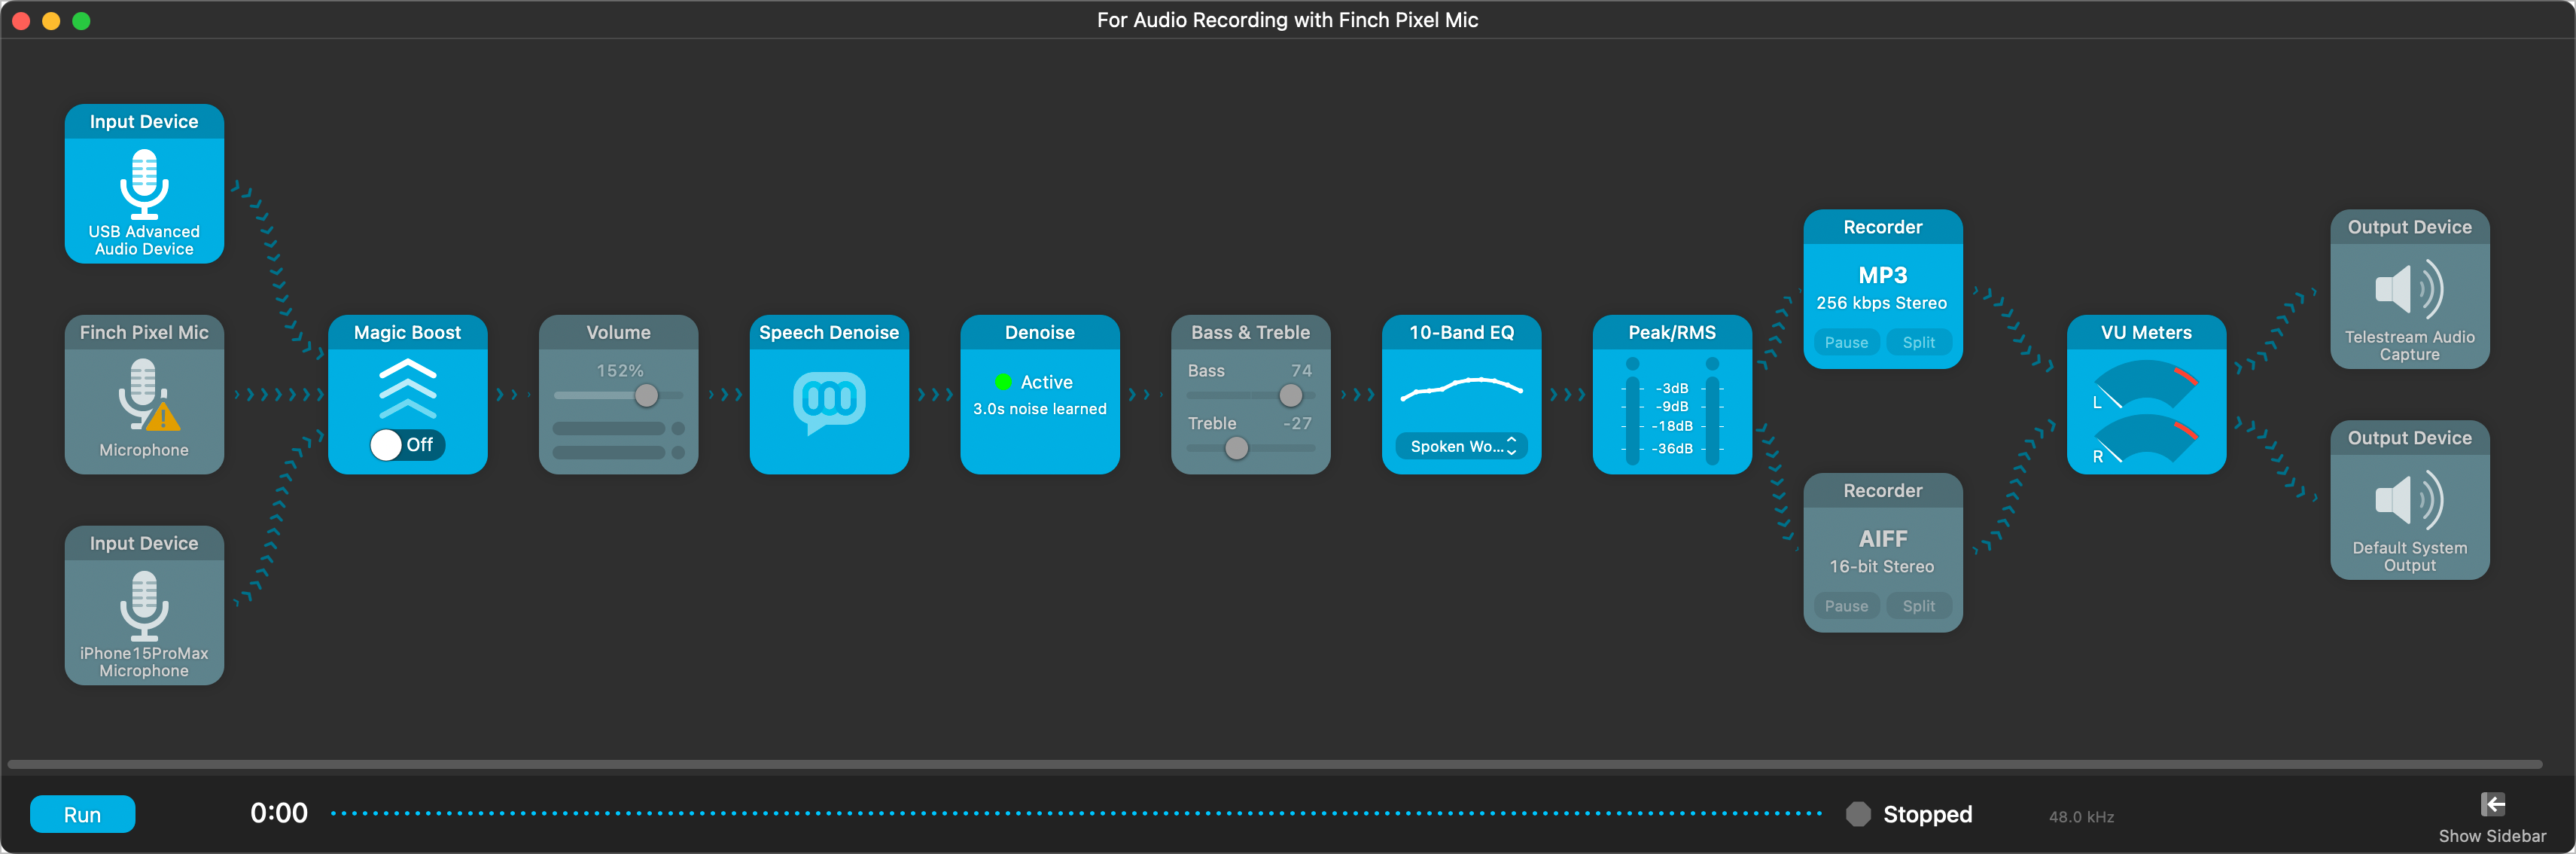 For Audio Recording with Finch Pixel Mic
Input Device
USB Advanced
Audio Device
Finch Pixel Mic
Microphone
Input Device
iPhone15ProMax
Microphone
Magic Boost
Off
Volume
152%
Speech Denoise
Denoise
Active
3.0s noise learned
Bass & Treble
Bass 74
Treble -27
10-Band EQ
Spoken Wo...
Peak/RMS
-3dB
-9dB
-18dB
-36dB
Recorder
MP3
256 kbps Stereo
Pause Split
Recorder
AIFF
16-bit Stereo
Pause Split
VU Meters
L
R
Output Device
Telestream Audio
Capture
Output Device
Default System
Output
Run
0:00
Stopped
48.0 kHz
Show Sidebar